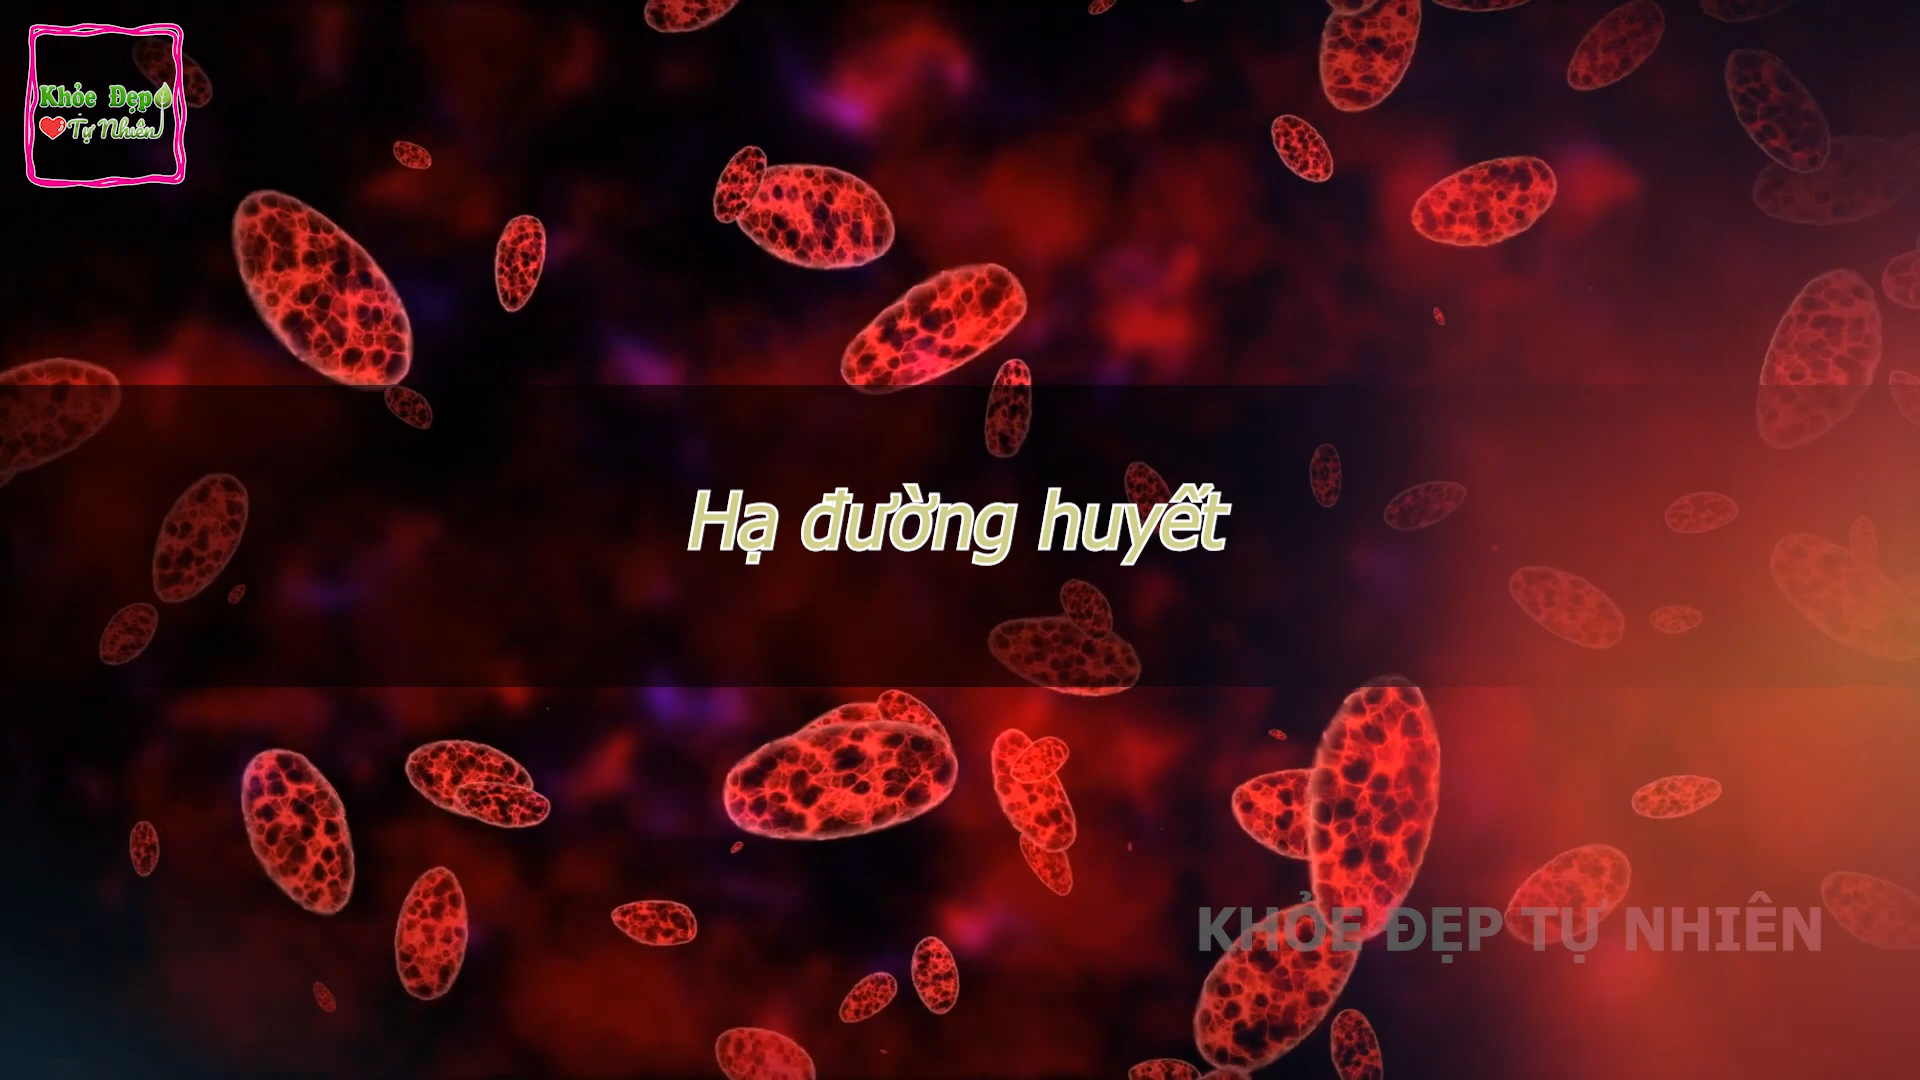 Khỏe Đẹp
Tự Nhiên
Hạ đường huyết
KHỎE ĐẸP TỰ NHIÊN